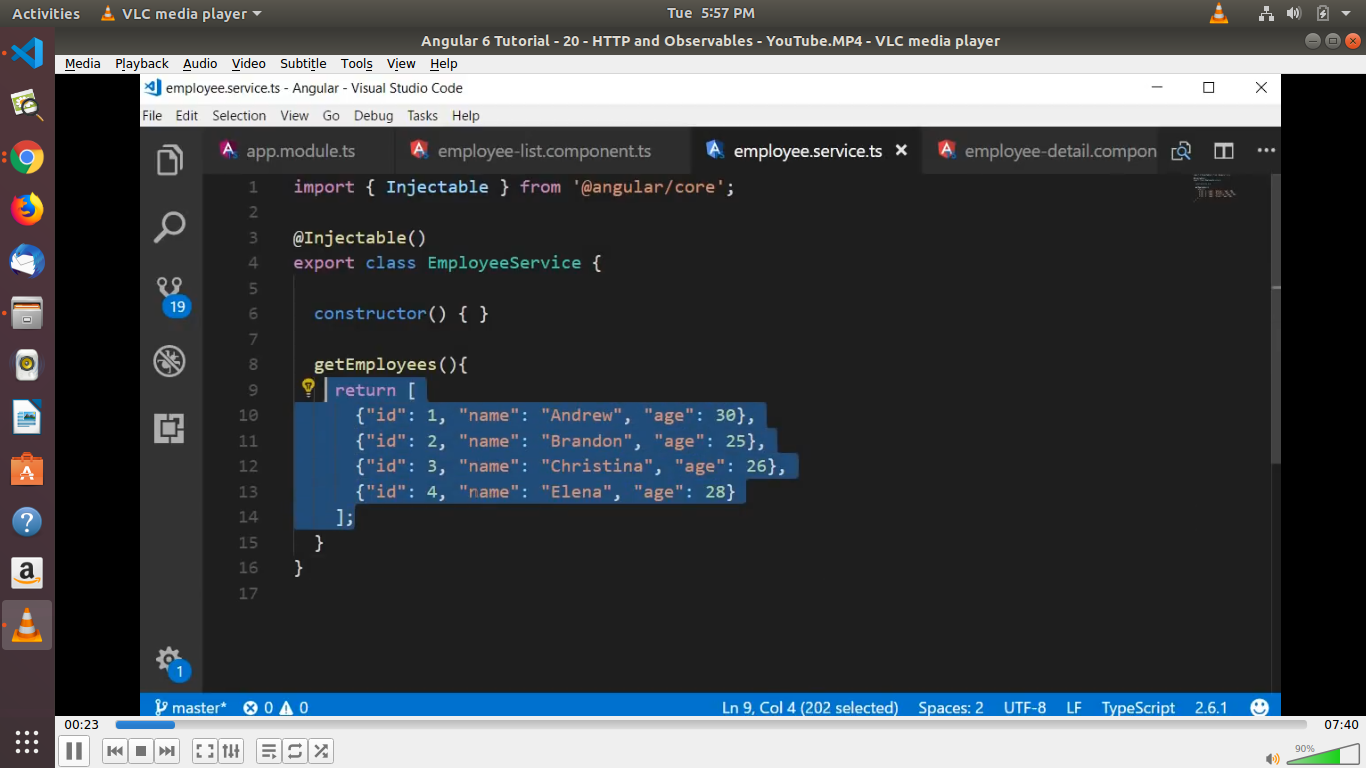 Activities VLC media player Tue 5:57 PM
Angular 6 Tutorial - 20 - HTTP and Observables - YouTube.MP4 - VLC media player
Media Playback Audio Video Subtitle Tools View Help
employee.service.ts - Angular - Visual Studio Code
File Edit Selection View Go Debug Tasks Help
app.module.ts employee-list.component.ts employee.service.ts employee-detail.compon
1 import { Injectable } from '@angular/core';
2
3 @Injectable()
4 export class EmployeeService {
5
6 constructor() { }
7
8 getEmployees(){
9 return [
10 {"id": 1, "name": "Andrew", "age": 30},
11 {"id": 2, "name": "Brandon", "age": 25},
12 {"id": 3, "name": "Christina", "age": 26},
13 {"id": 4, "name": "Elena", "age": 28}
14 ];
15 }
16 }
17
19
1
master* 0 0 Ln 9, Col 4 (202 selected) Spaces: 2 UTF-8 LF TypeScript 2.6.1
00:23 07:40
90%